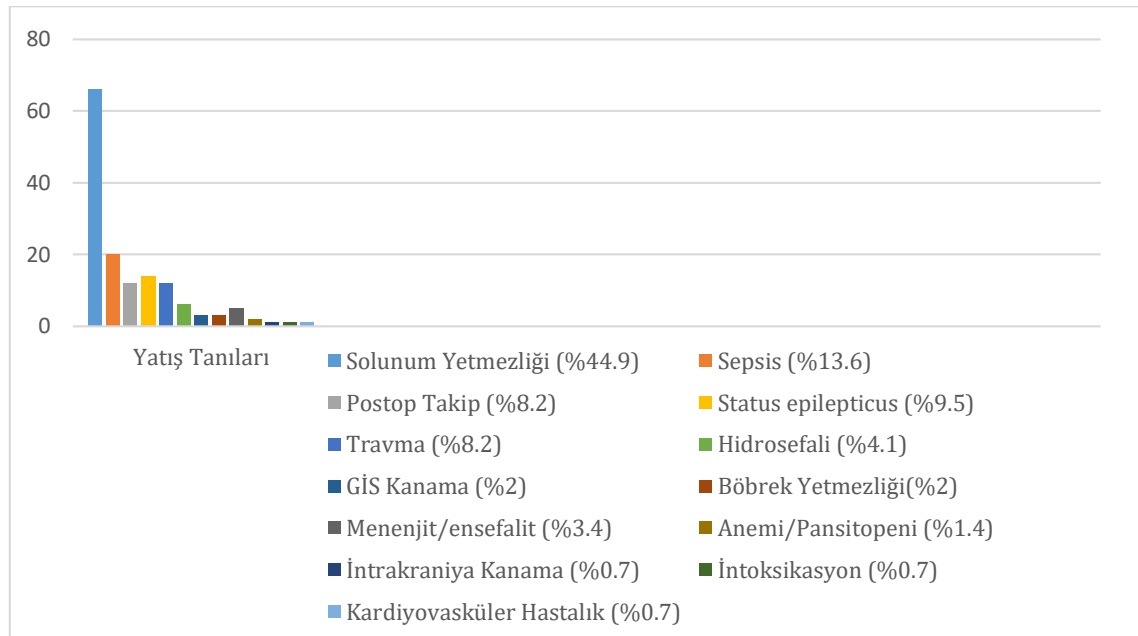 80
60
40
20
0
Yatış Tanıları
Solunum Yetmezliği (%44.9)
Sepsis (%13.6)
Postop Takip (%8.2)
Status epilepticus (%9.5)
Travma (%8.2)
Hidrosefali (%4.1)
GİS Kanama (%2)
Böbrek Yetmezliği(%2)
Menenjit/ensefalit (%3.4)
Anemi/Pansitopeni (%1.4)
İntrakraniya Kanama (%0.7)
İntoksikasyon (%0.7)
Kardiyovasküler Hastalık (%0.7)